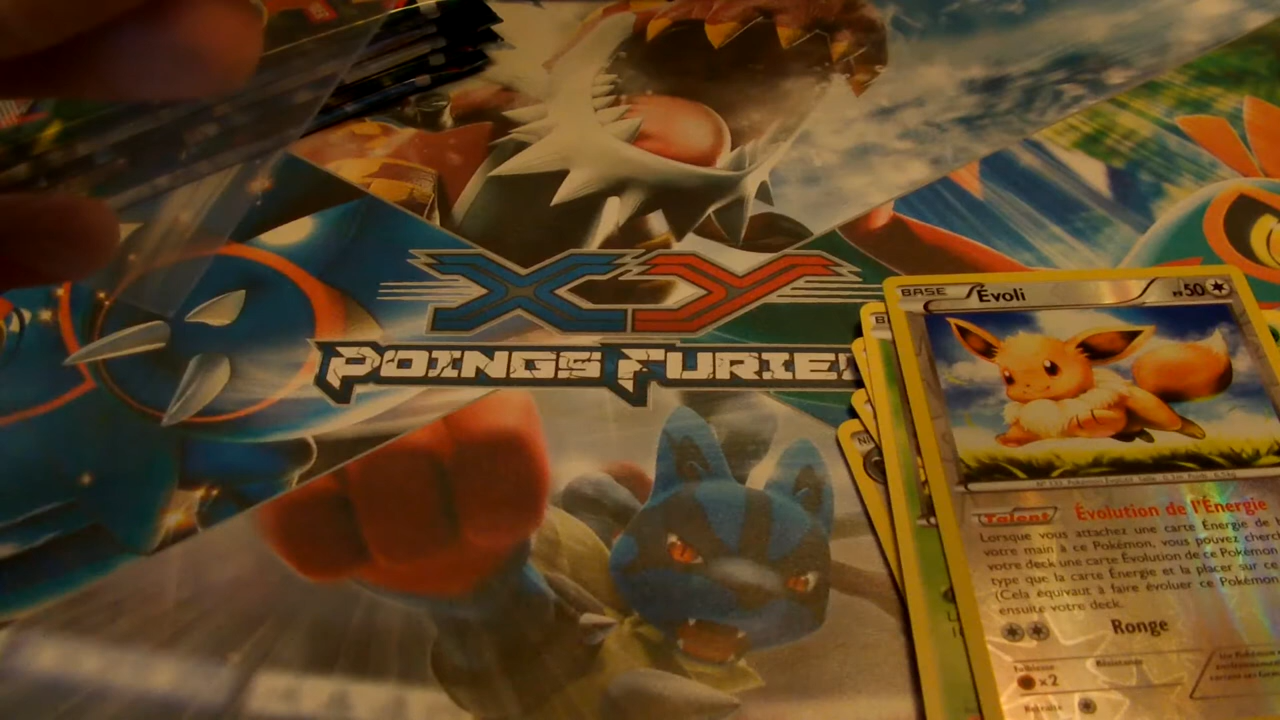 XY
POINGS FURIE
BASE Évoli PV50
Talent Évolution de l'Énergie
Lorsque vous attachez une carte Énergie de
votre main à ce Pokémon, vous pouvez cherch
votre deck une carte Évolution de ce Pokémon
type que la carte Énergie et la placer sur ce
(Cela équivaut à faire évoluer ce Pokémon
ensuite votre deck.
Ronge
Faiblesse Résistance
x2
Retraite